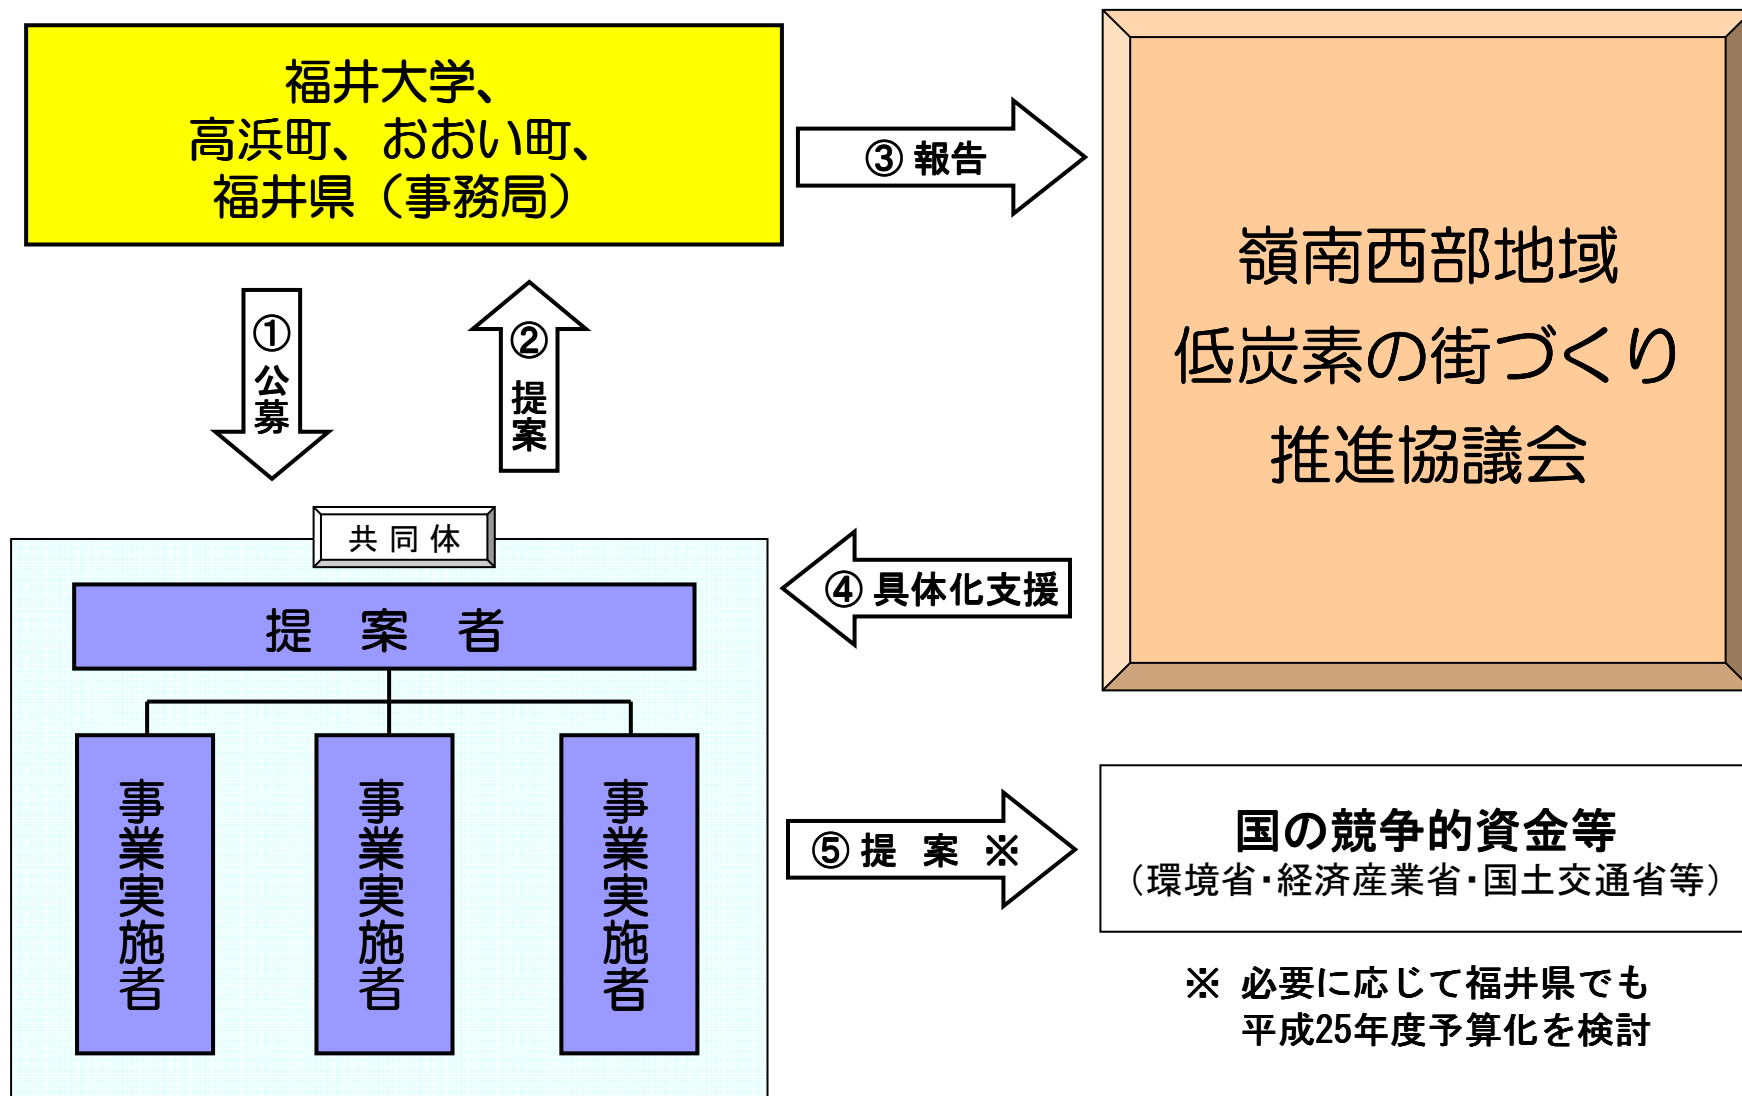 福井大学、
高浜町、おおい町、
福井県（事務局）
③ 報告
嶺南西部地域
低炭素の街づくり
推進協議会
①公募
②提案
共 同 体
提　案　者
事業実施者
事業実施者
事業実施者
④ 具体化支援
⑤ 提　案　※
国の競争的資金等
（環境省・経済産業省・国土交通省等）
※ 必要に応じて福井県でも
平成25年度予算化を検討